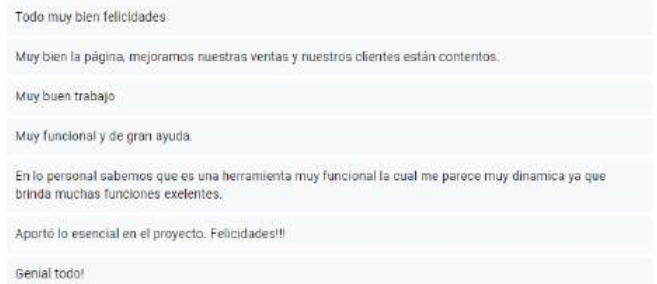 Todo muy bien felicidades
Muy bien la página, mejoramos nuestras ventas y nuestros clientes están contentos.
Muy buen trabajo
Muy funcional y de gran ayuda.
En lo personal sabemos que es una herramienta muy funcional la cual me parece muy dinamica ya que
brinda muchas funciones exelentes.
Aportó lo esencial en el proyecto. Felicidades!!!
Genial todo!